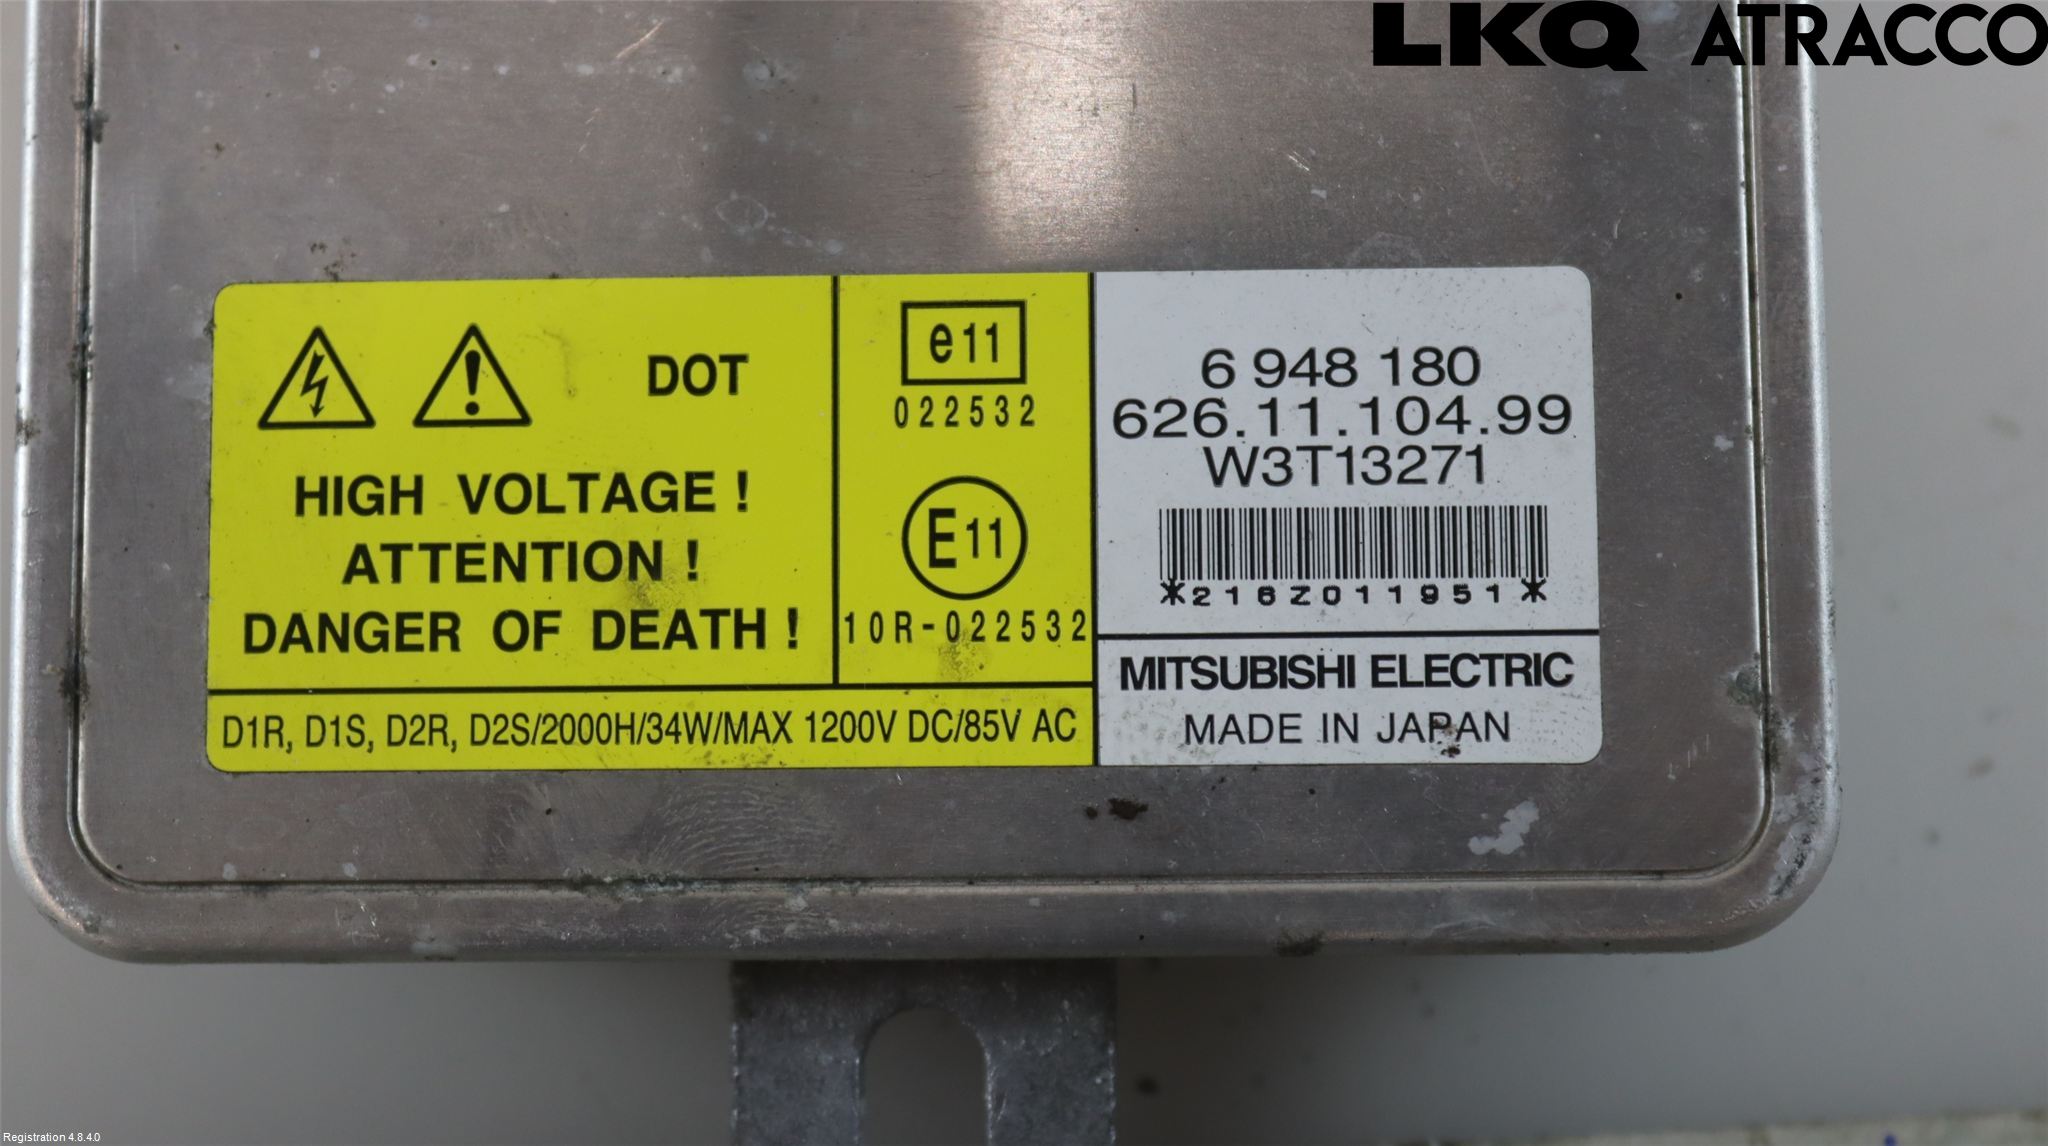 LKQ ATRACCO
DOT
HIGH VOLTAGE !
ATTENTION !
DANGER OF DEATH !
e11
022532
E11
10R-022532
D1R, D1S, D2R, D2S/2000H/34W/MAX 1200V DC/85V AC
6 948 180
626.11.104.99
W3T13271
*216Z011951*
MITSUBISHI ELECTRIC
MADE IN JAPAN
Registration 4.8.4.0